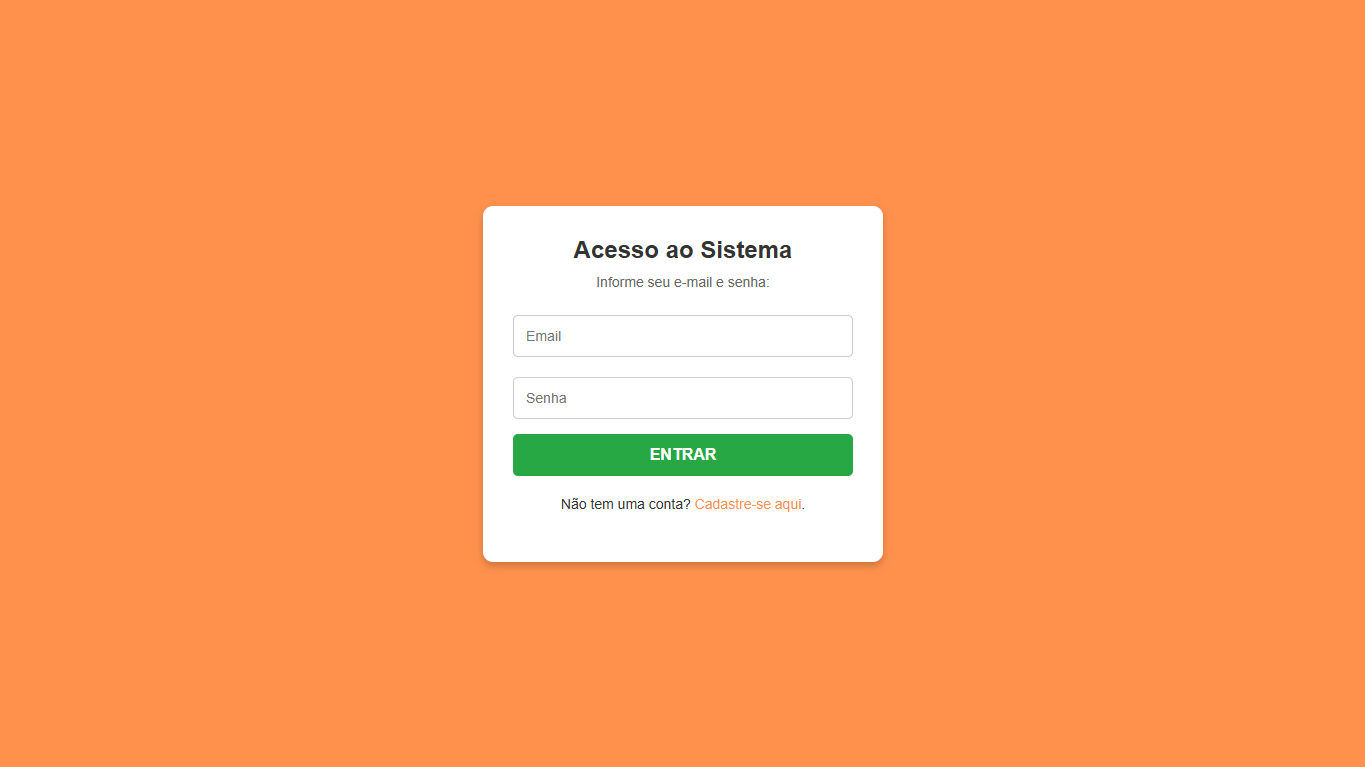 Acesso ao Sistema
Informe seu e-mail e senha:
Email
Senha
ENTRAR
Não tem uma conta? Cadastre-se aqui.